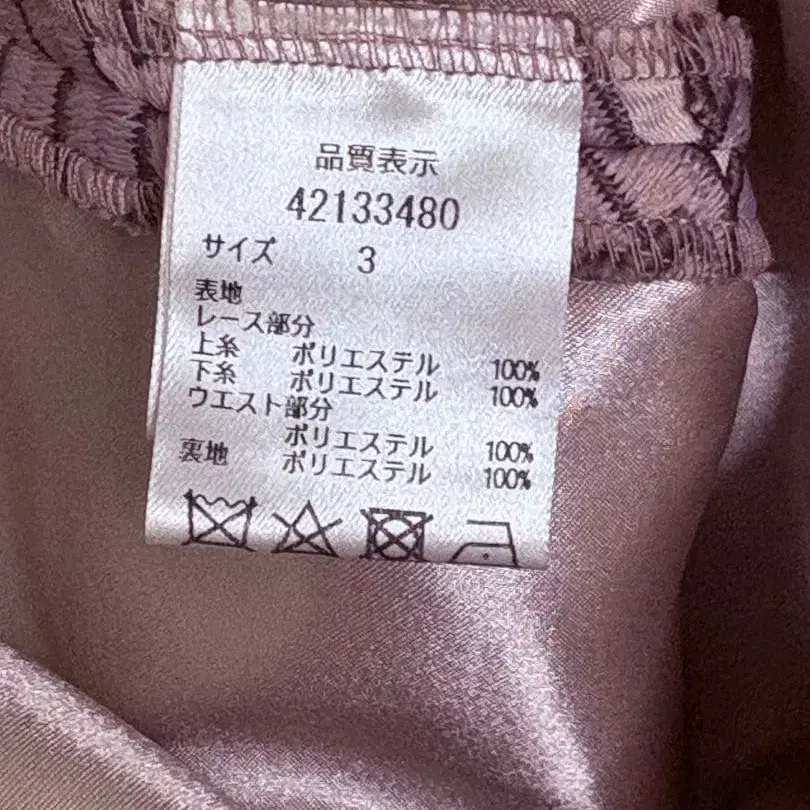 品質表示
42133480
サイズ 3
表地
レース部分
上糸 ポリエステル 100%
下糸 ポリエステル 100%
ウエスト部分
ポリエステル 100%
裏地 ポリエステル 100%